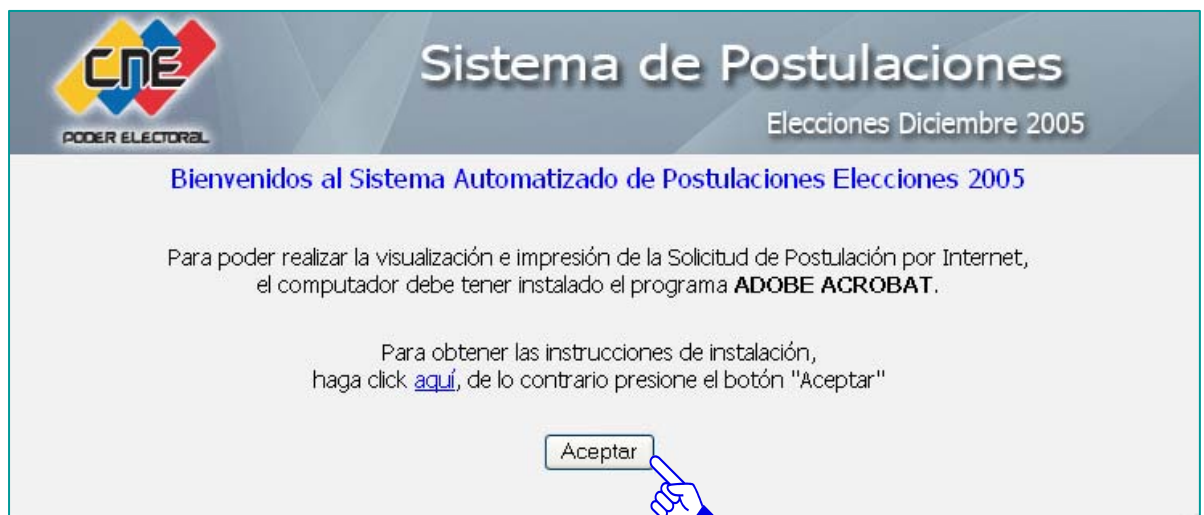 CNE
PODER ELECTORAL
Sistema de Postulaciones
Elecciones Diciembre 2005
Bienvenidos al Sistema Automatizado de Postulaciones Elecciones 2005
Para poder realizar la visualización e impresión de la Solicitud de Postulación por Internet,
el computador debe tener instalado el programa ADOBE ACROBAT.
Para obtener las instrucciones de instalación,
haga click aquí, de lo contrario presione el botón "Aceptar"
Aceptar